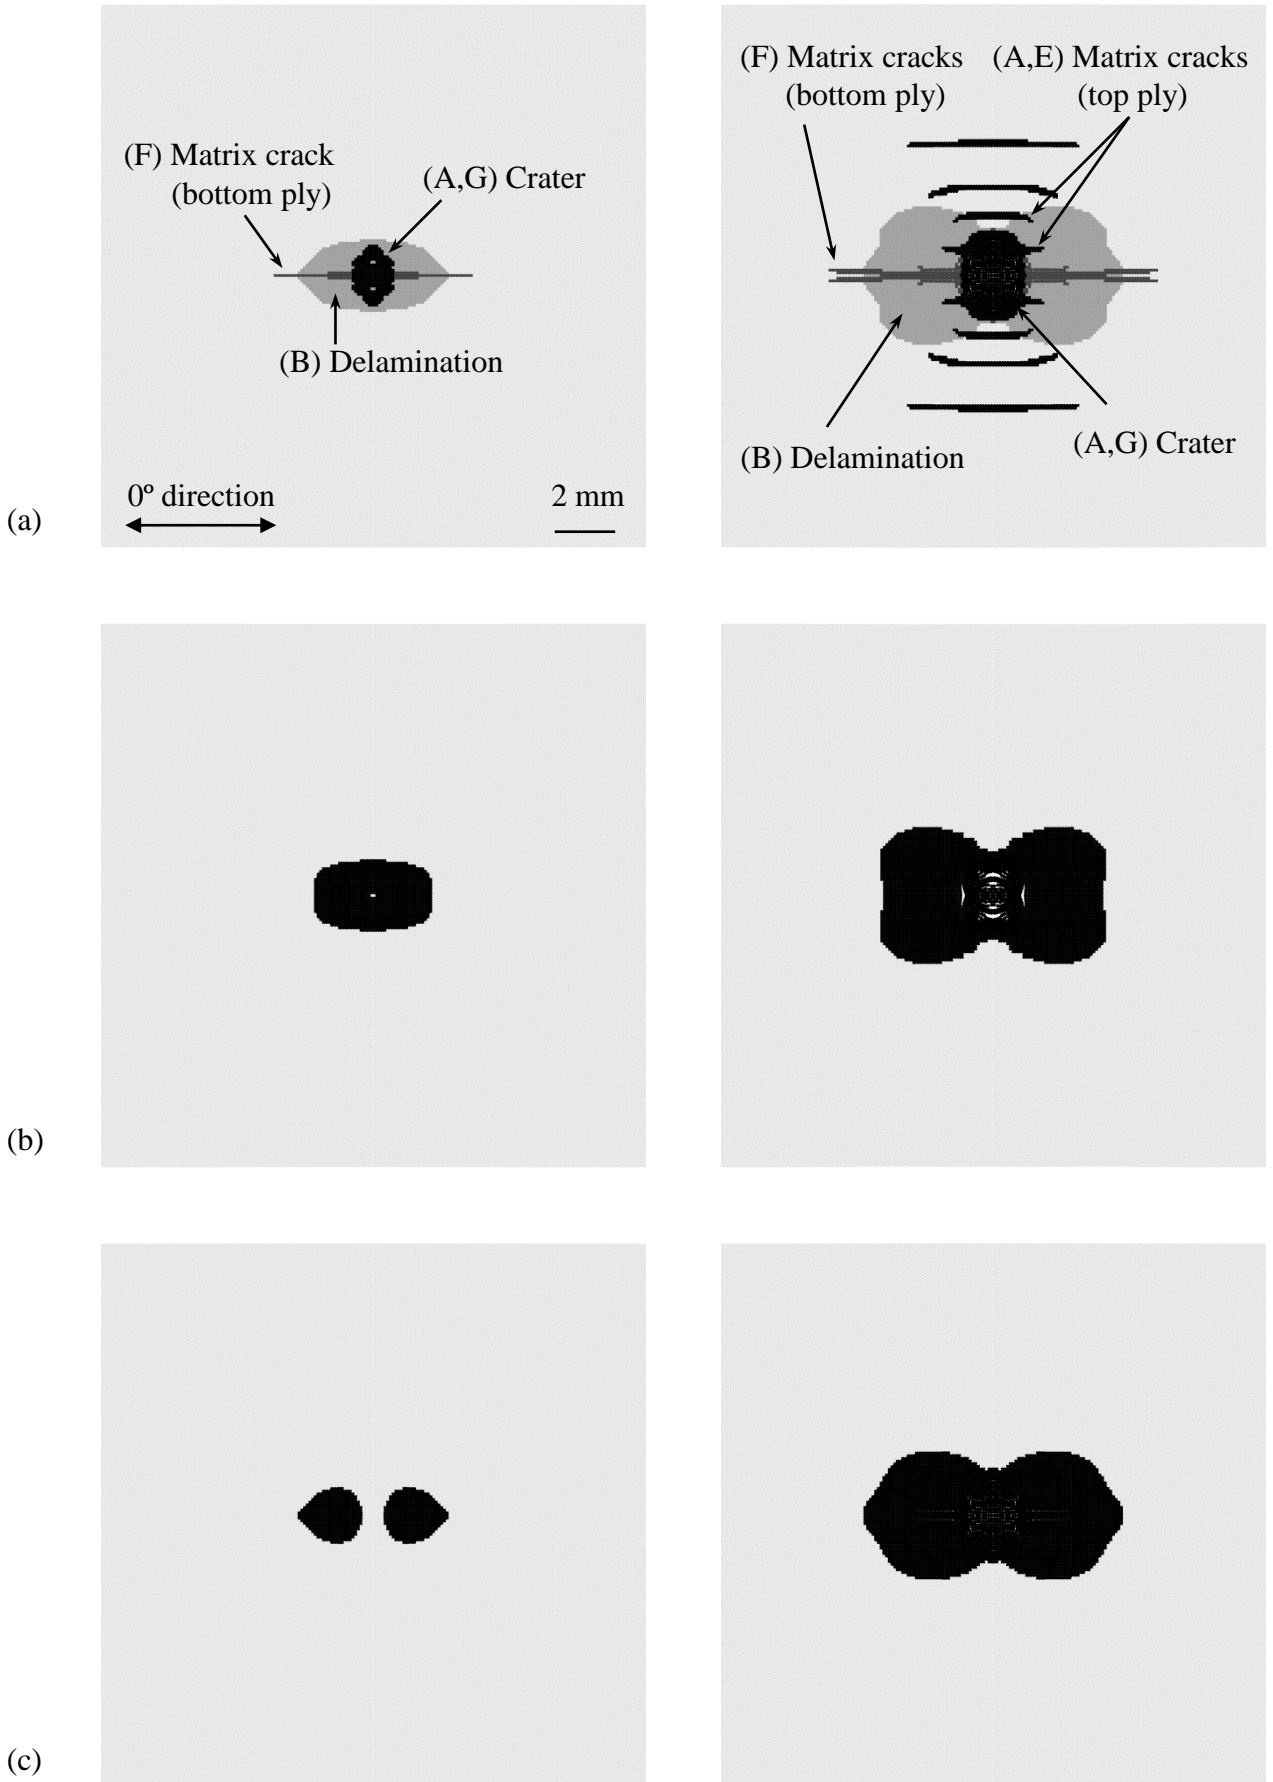 (F) Matrix crack
(bottom ply)
(A,G) Crater
(B) Delamination
0º direction
2 mm
(F) Matrix cracks
(bottom ply)
(A,E) Matrix cracks
(top ply)
(B) Delamination
(A,G) Crater
(a)
(b)
(c)